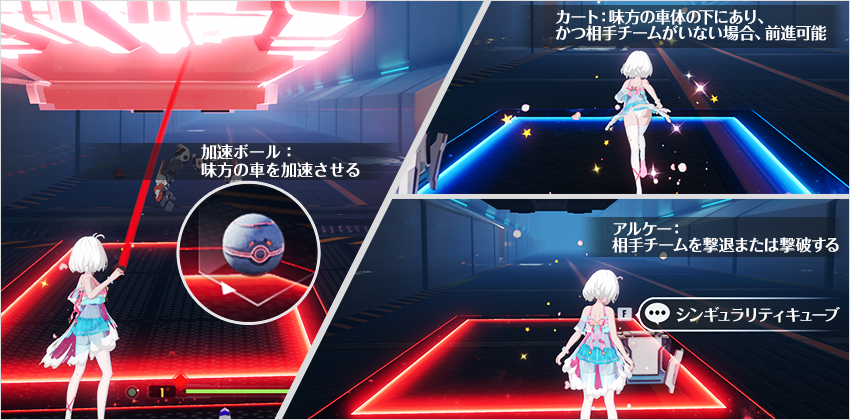 加速ボール：
味方の車を加速させる
1
カート：味方の車体の下にあり、
かつ相手チームがいない場合、前進可能
アルケー：
相手チームを撃退または撃破する
F
シンギュラリティキューブ